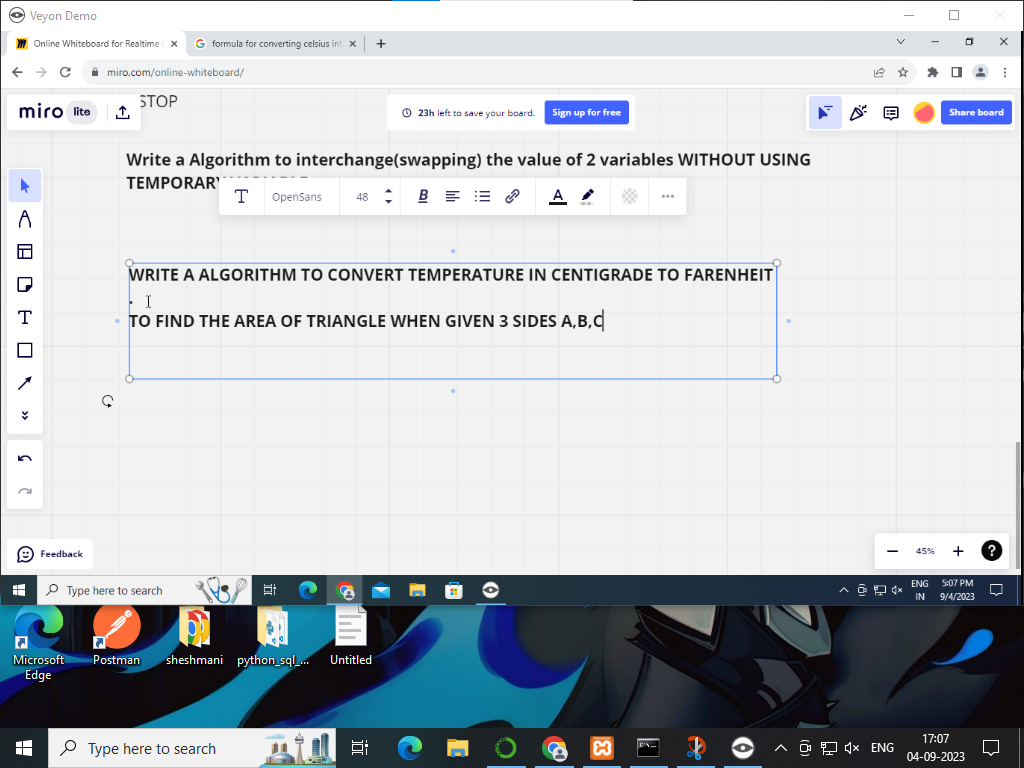 Veyon Demo
Online Whiteboard for Realtime
formula for converting celsius int
miro.com/online-whiteboard/
STOP
miro lite
23h left to save your board. Sign up for free
Share board
Write a Algorithm to interchange(swapping) the value of 2 variables WITHOUT USING
TEMPORARY
OpenSans 48 B A
WRITE A ALGORITHM TO CONVERT TEMPERATURE IN CENTIGRADE TO FARENHEIT
.
TO FIND THE AREA OF TRIANGLE WHEN GIVEN 3 SIDES A,B,C
T
Feedback
45%
Type here to search
ENG
IN
5:07 PM
9/4/2023
Microsoft
Edge
Postman
sheshmani
python_sql_...
Untitled
Type here to search
ENG
17:07
04-09-2023